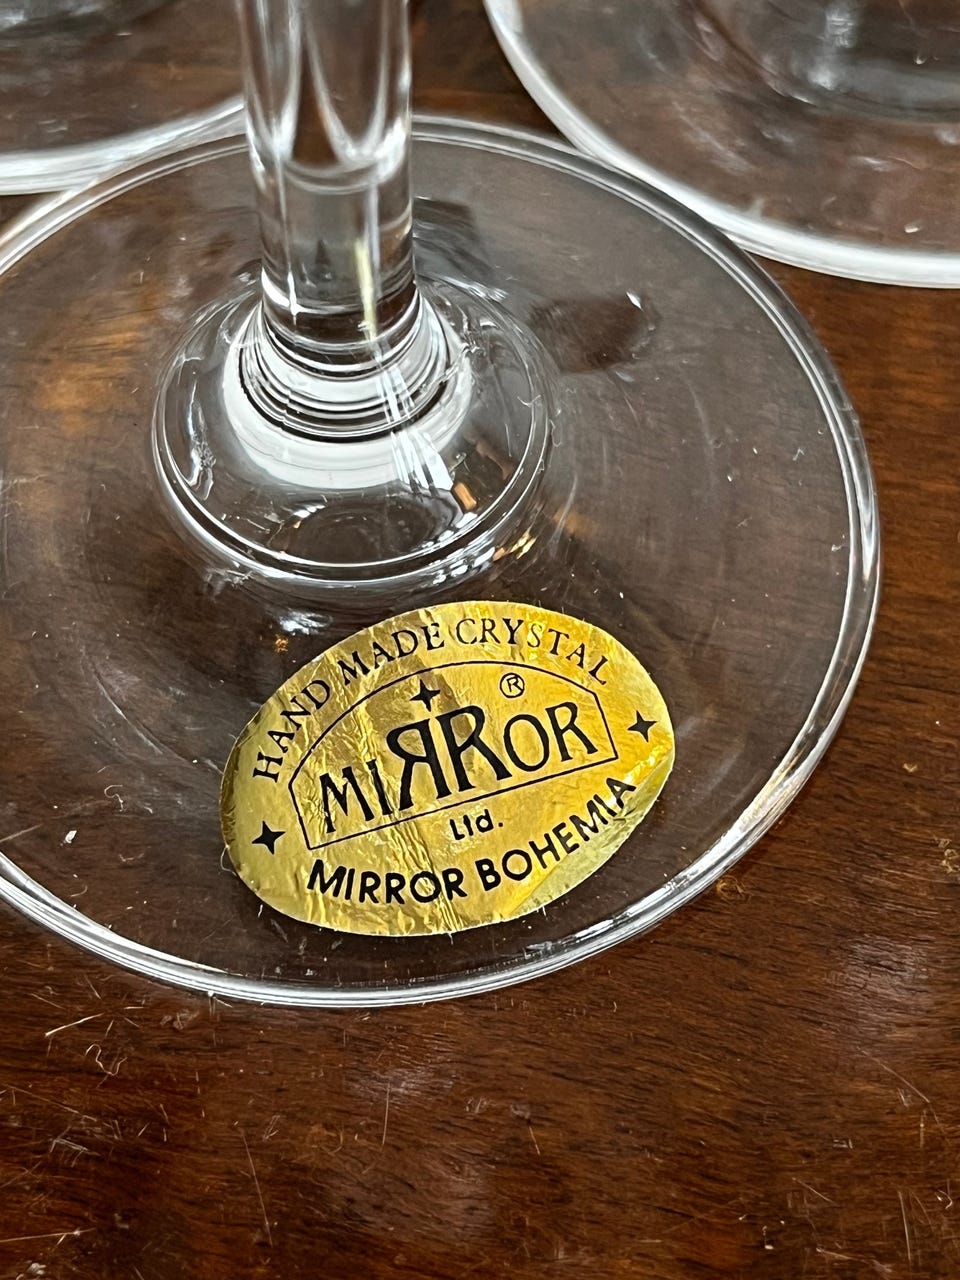 HAND MADE CRYSTAL
MIRROR ®
Ltd.
MIRROR BOHEMIA